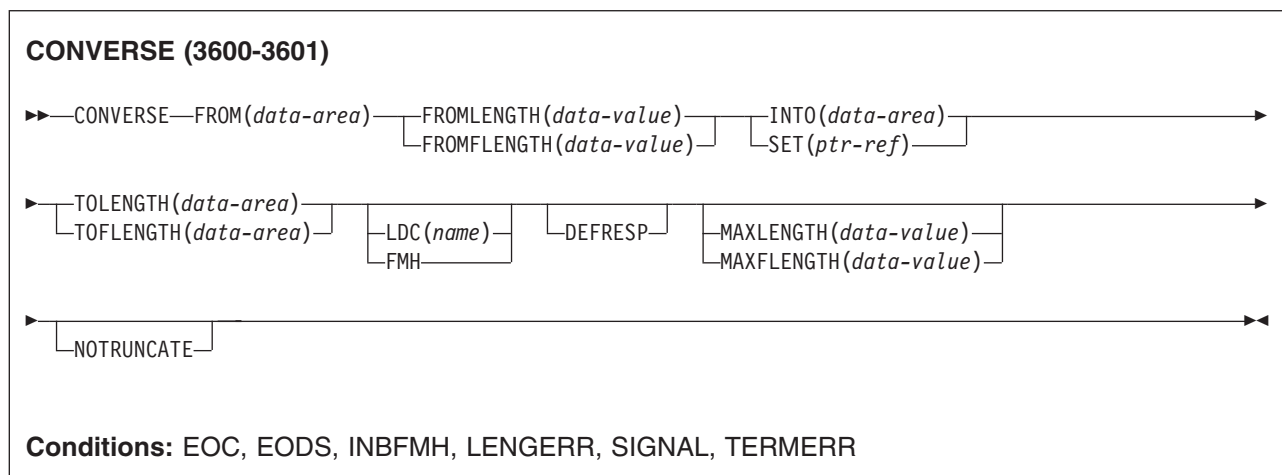 CONVERSE (3600-3601)
CONVERSE FROM(data-area) FROMLENGTH(data-value) INTO(data-area)
FROMFLENGTH(data-value) SET(ptr-ref)
TOLENGTH(data-area)
TOFLENGTH(data-area) LDC(name) DEFRESP MAXLENGTH(data-value)
FMH MAXFLENGTH(data-value)
NOTRUNCATE
Conditions: EOC, EODS, INBFMH, LENGERR, SIGNAL, TERMERR